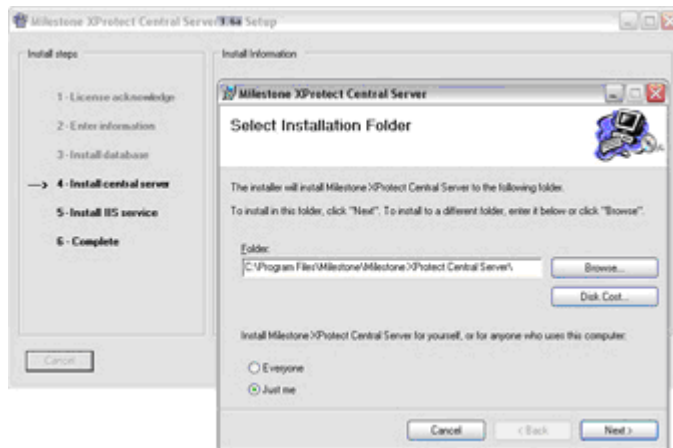 Milestone XProtect Central Server Setup
Install steps
Install Information
1 - License acknowledge
2 - Enter information
3 - Install database
4 - Install central server
5 - Install IIS service
6 - Complete
Cancel
Milestone XProtect Central Server
Select Installation Folder
The installer will install Milestone XProtect Central Server to the following folder.
To install in this folder, click "Next". To install to a different folder, enter it below or click "Browse".
Folder:
C:\Program Files\Milestone\Milestone XProtect Central Server\
Browse...
Disk Cost...
Install Milestone XProtect Central Server for yourself, or for anyone who uses this computer:
Everyone
Just me
Cancel
< Back
Next >